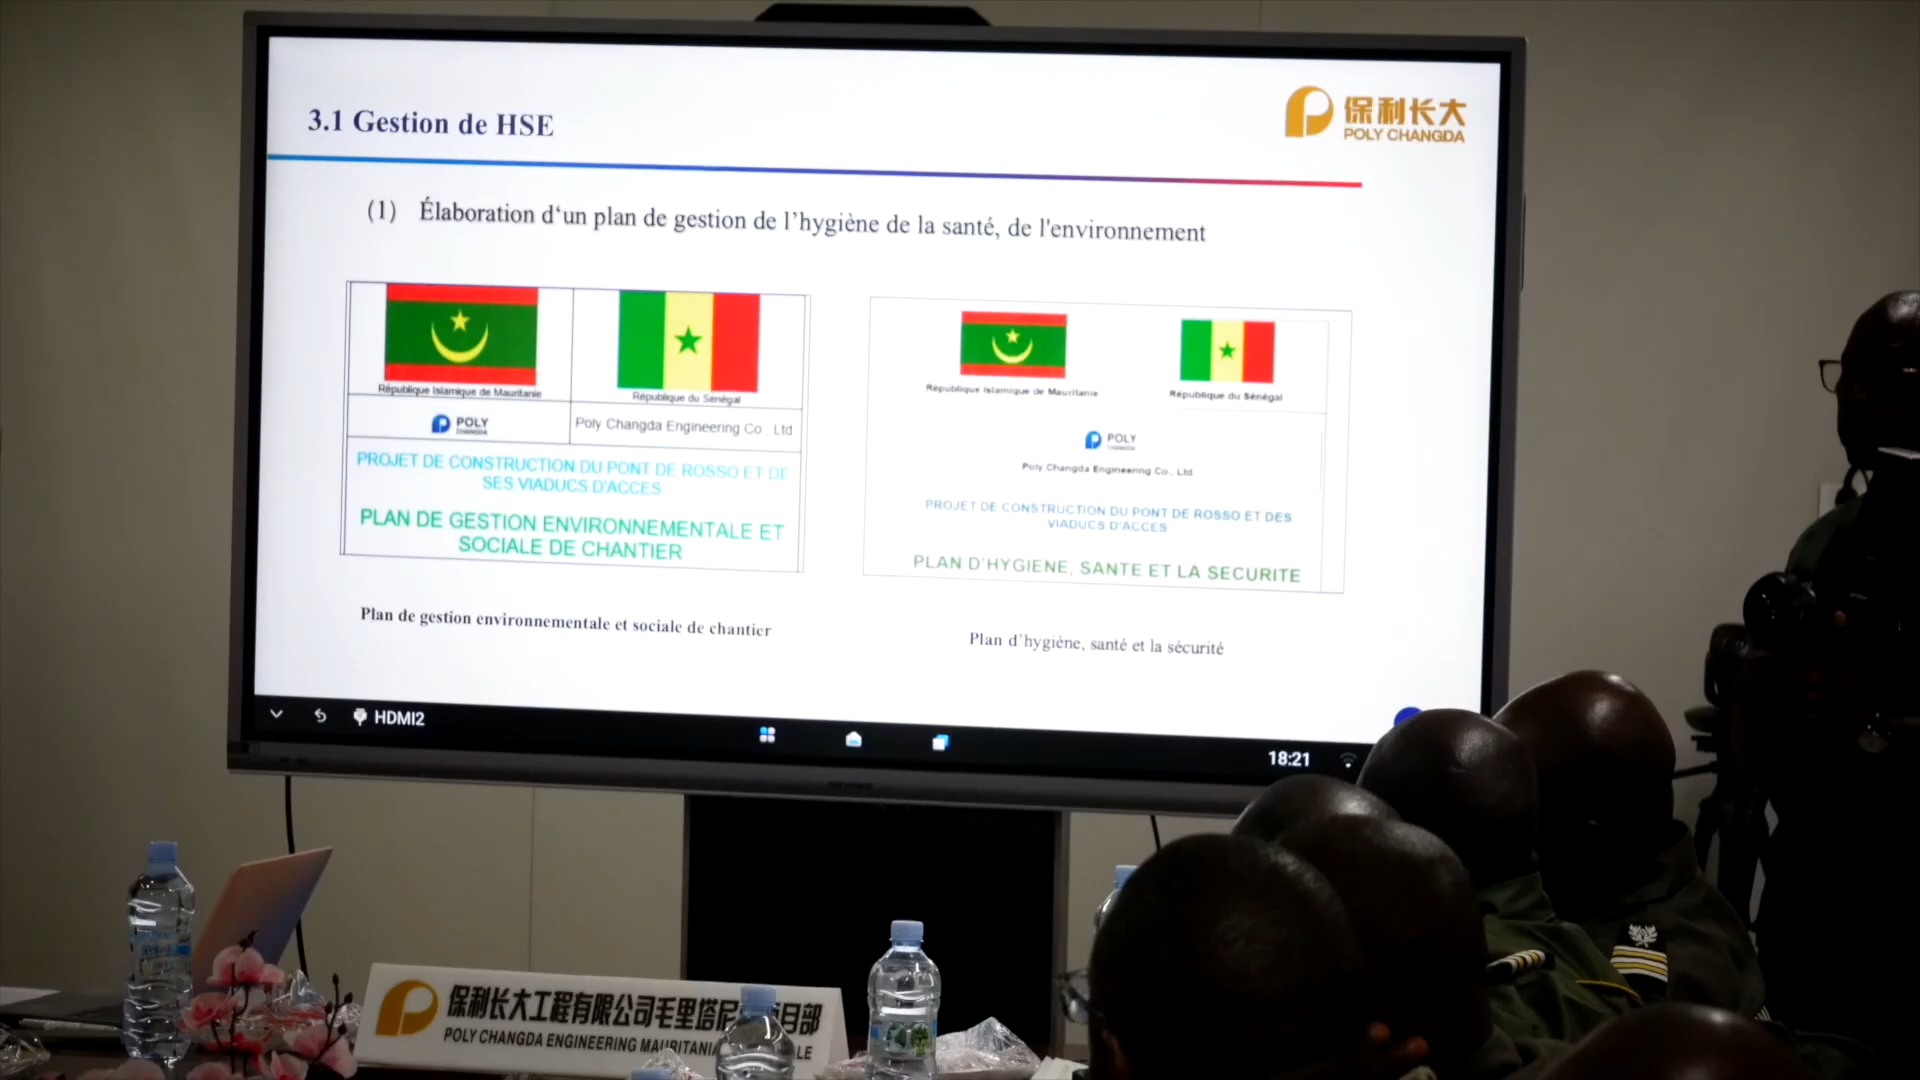 3.1 Gestion de HSE
保利长大
POLY CHANGDA
(1) Élaboration d‘un plan de gestion de l’hygiène de la santé, de l'environnement
République Islamique de Mauritanie
République du Sénégal
POLY
CHANGDA
Poly Changda Engineering Co., Ltd
PROJET DE CONSTRUCTION DU PONT DE ROSSO ET DE
SES VIADUCS D'ACCES
PLAN DE GESTION ENVIRONNEMENTALE ET
SOCIALE DE CHANTIER
Plan de gestion environnementale et sociale de chantier
République Islamique de Mauritanie
République du Sénégal
POLY
CHANGDA
Poly Changda Engineering Co., Ltd
PROJET DE CONSTRUCTION DU PONT DE ROSSO ET DES
VIADUCS D'ACCES
PLAN D'HYGIENE, SANTE ET LA SECURITE
Plan d'hygiène, santé et la sécurité
HDMI2
18:21
保利长大工程有限公司毛里塔尼 项目部
POLY CHANGDA ENGINEERING MAURITANIA LE